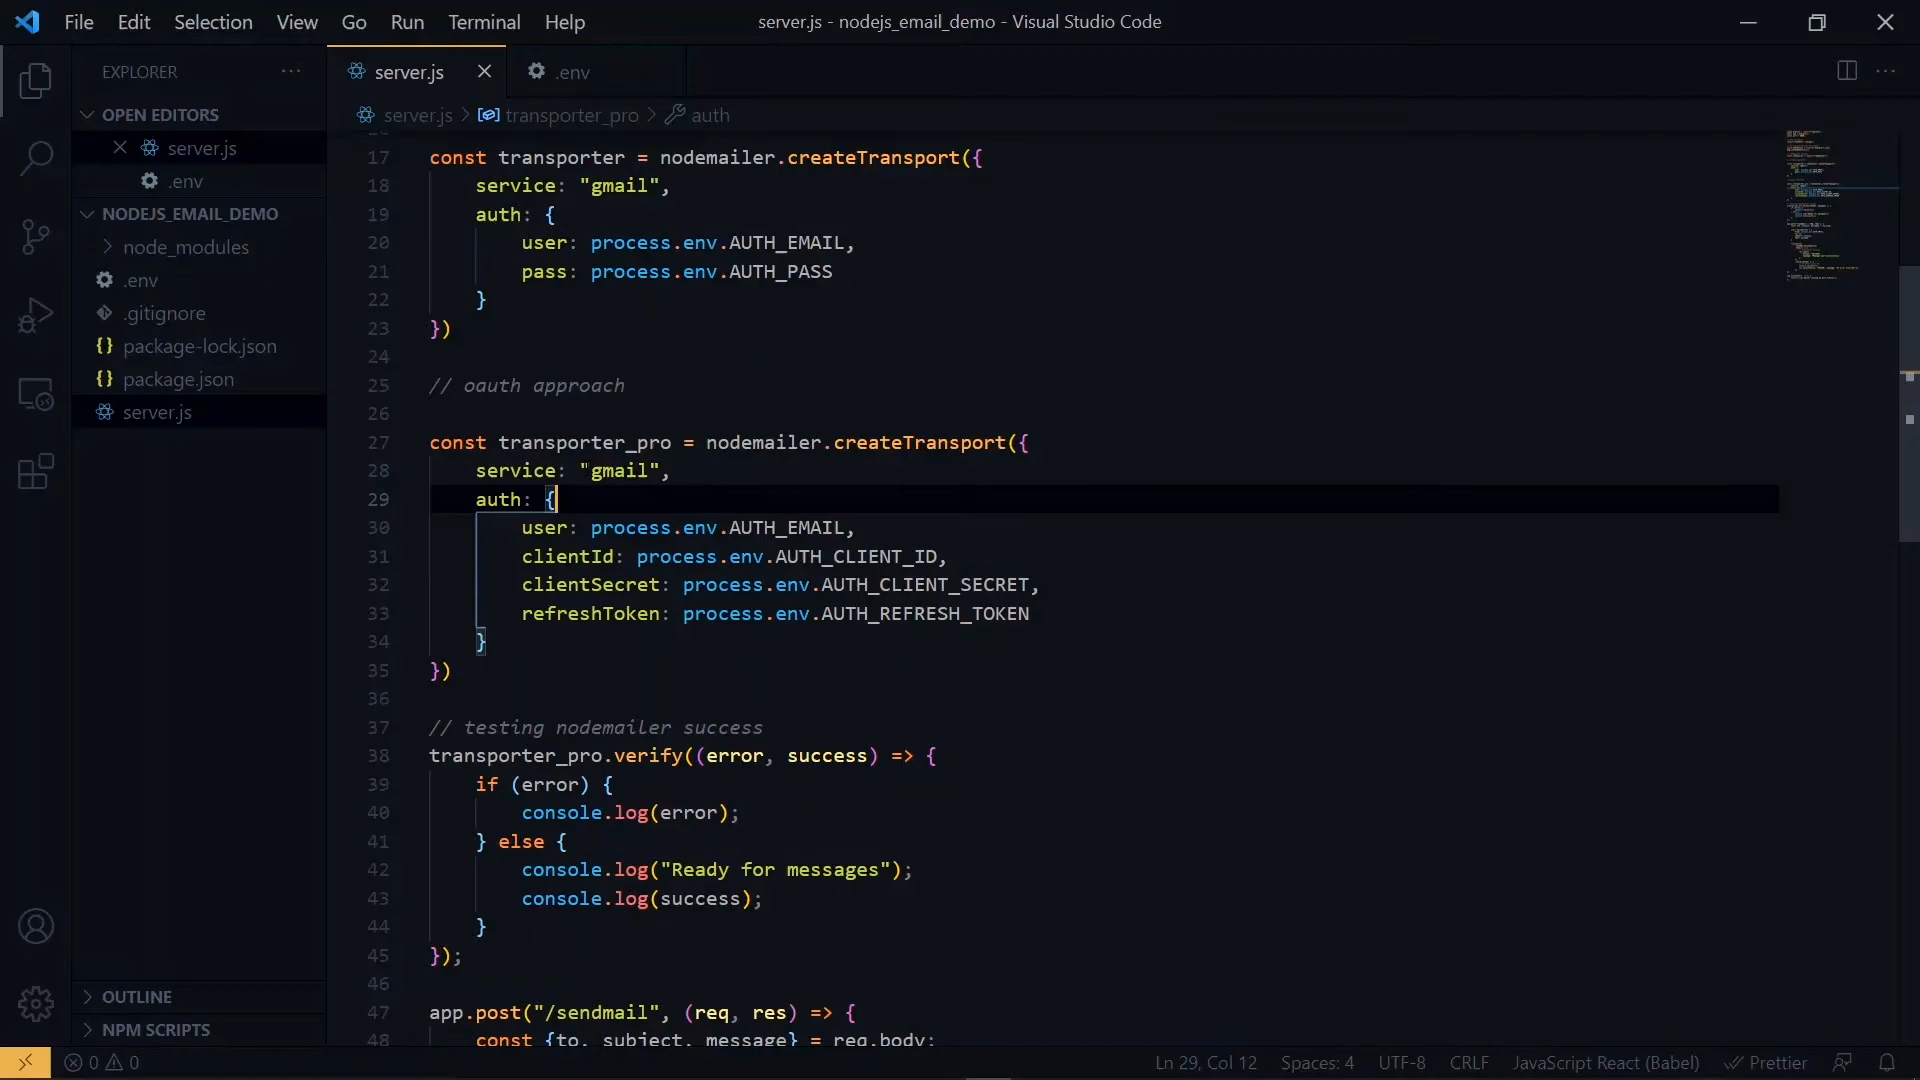 File Edit Selection View Go Run Terminal Help
server.js - nodejs_email_demo - Visual Studio Code
EXPLORER
server.js
.env
OPEN EDITORS
server.js
.env
NODEJS_EMAIL_DEMO
node_modules
.env
.gitignore
package-lock.json
package.json
server.js
OUTLINE
NPM SCRIPTS
server.js > transporter_pro > auth
17 const transporter = nodemailer.createTransport({
18 service: "gmail",
19 auth: {
20 user: process.env.AUTH_EMAIL,
21 pass: process.env.AUTH_PASS
22 }
23 })
24
25 // oauth approach
26
27 const transporter_pro = nodemailer.createTransport({
28 service: "gmail",
29 auth: {
30 user: process.env.AUTH_EMAIL,
31 clientId: process.env.AUTH_CLIENT_ID,
32 clientSecret: process.env.AUTH_CLIENT_SECRET,
33 refreshToken: process.env.AUTH_REFRESH_TOKEN
34 }
35 })
36
37 // testing nodemailer success
38 transporter_pro.verify((error, success) => {
39 if (error) {
40 console.log(error);
41 } else {
42 console.log("Ready for messages");
43 console.log(success);
44 }
45 });
46
47 app.post("/sendmail", (req, res) => {
48 const {to, subject, message} = req.body;
0 0
Ln 29, Col 12 Spaces: 4 UTF-8 CRLF JavaScript React (Babel) Prettier